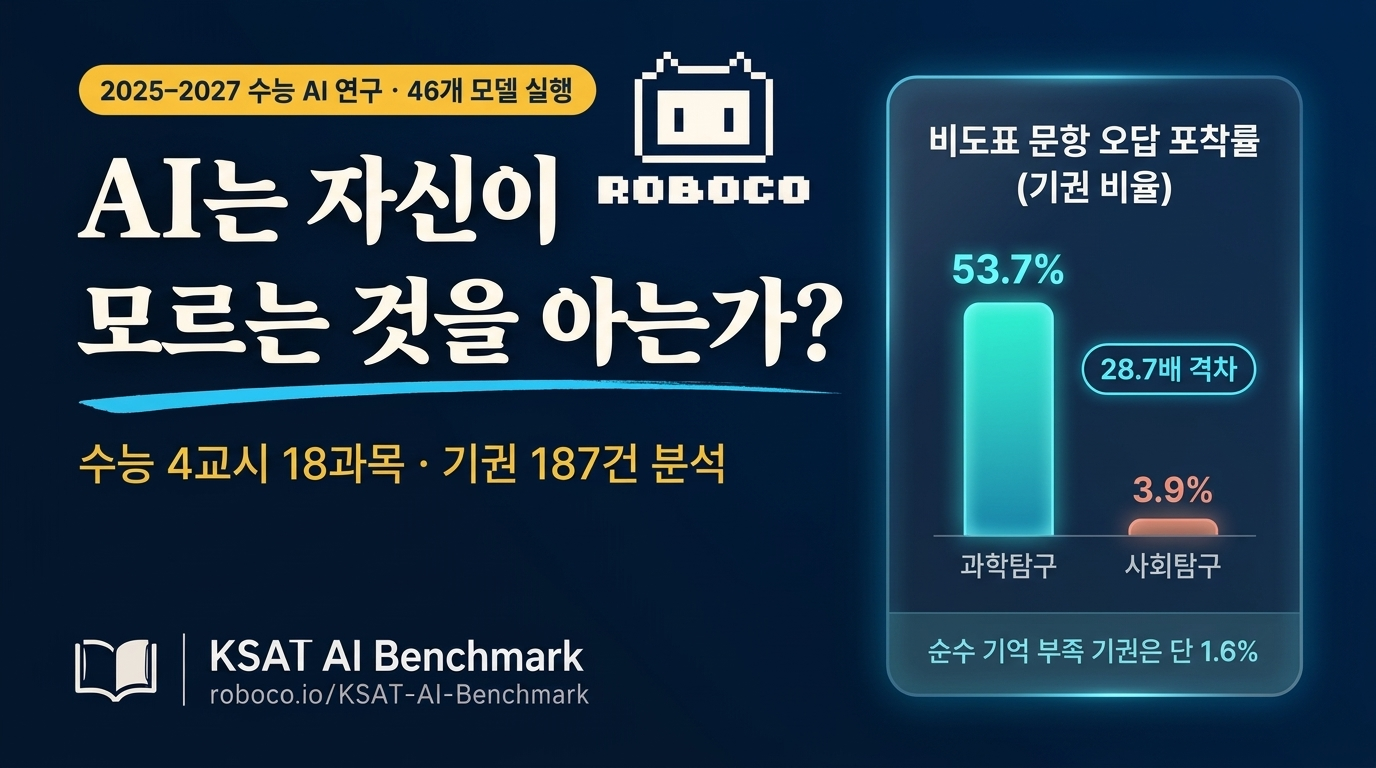 2025–2027 수능 AI 연구 · 46개 모델 실행
ROBOCO
AI는 자신이
모르는 것을 아는가?
수능 4교시 18과목 · 기권 187건 분석
KSAT AI Benchmark
roboco.io/KSAT-AI-Benchmark
비도표 문항 오답 포착률
(기권 비율)
53.7%
28.7배 격차
3.9%
과학탐구
사회탐구
순수 기억 부족 기권은 단 1.6%